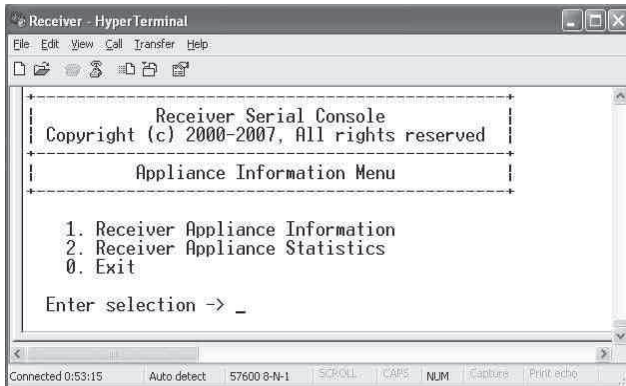 Receiver - HyperTerminal
File Edit View Call Transfer Help
Receiver Serial Console
Copyright (c) 2000-2007, All rights reserved
Appliance Information Menu
1. Receiver Appliance Information
2. Receiver Appliance Statistics
0. Exit
Enter selection -> _
Connected 0:53:15 Auto detect 57600 8-N-1 SCROLL CAPS NUM Capture Print echo